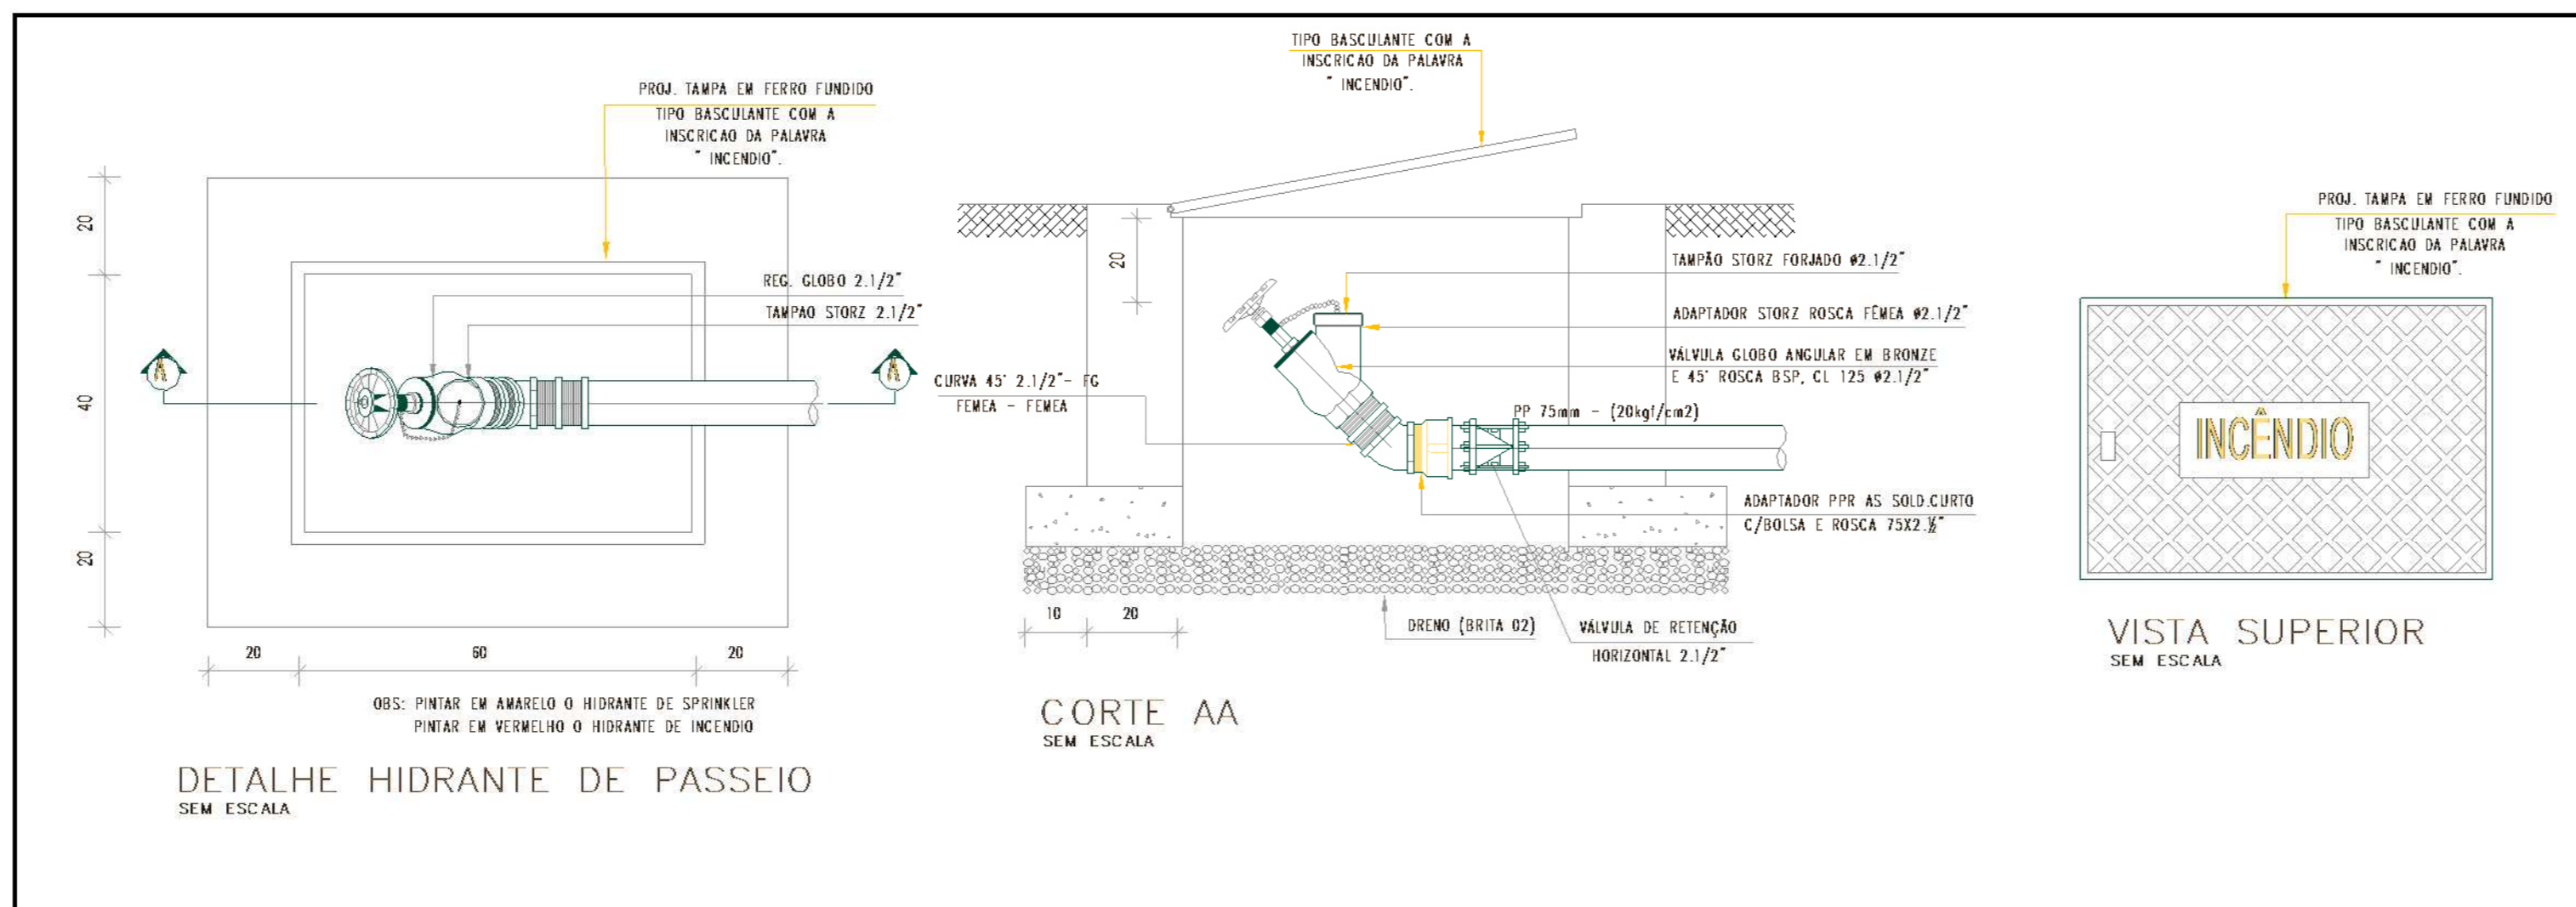 PROJ. TAMPA EM FERRO FUNDIDO
TIPO BASCULANTE COM A
INSCRICAO DA PALAVRA
" INCENDIO".
20
40
20
REG. GLOBO 2.1/2"
TAMPAO STORZ 2.1/2"
A
A
20
60
20
OBS: PINTAR EM AMARELO O HIDRANTE DE SPRINKLER
PINTAR EM VERMELHO O HIDRANTE DE INCENDIO
DETALHE HIDRANTE DE PASSEIO
SEM ESCALA
TIPO BASCULANTE COM A
INSCRICAO DA PALAVRA
" INCENDIO".
20
TAMPÃO STORZ FORJADO ø2.1/2"
ADAPTADOR STORZ ROSCA FÊMEA ø2.1/2"
VÁLVULA GLOBO ANGULAR EM BRONZE
E 45° ROSCA BSP, CL 125 ø2.1/2"
CURVA 45° 2.1/2"- FG
FEMEA - FEMEA
PP 75mm - (20kgf/cm2)
ADAPTADOR PPR AS SOLD.CURTO
C/BOLSA E ROSCA 75X2.½"
10
20
DRENO (BRITA 02)
VÁLVULA DE RETENÇÃO
HORIZONTAL 2.1/2"
CORTE AA
SEM ESCALA
PROJ. TAMPA EM FERRO FUNDIDO
TIPO BASCULANTE COM A
INSCRICAO DA PALAVRA
" INCENDIO".
INCÊNDIO
VISTA SUPERIOR
SEM ESCALA